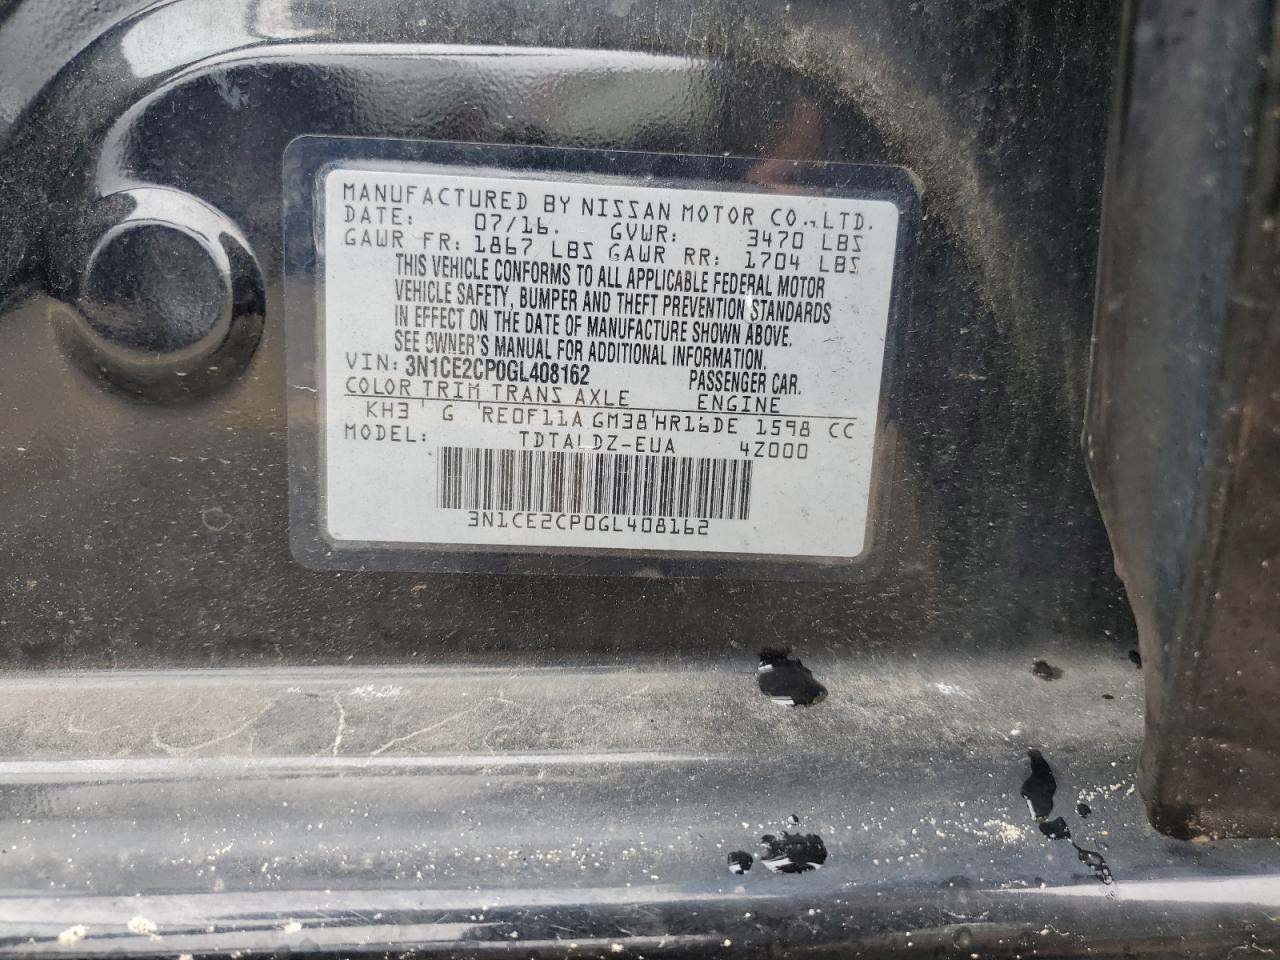 MANUFACTURED BY NISSAN MOTOR CO.,LTD.
DATE: 07/16. GVWR: 3470 LBS
GAWR FR: 1867 LBS GAWR RR: 1704 LBS
THIS VEHICLE CONFORMS TO ALL APPLICABLE FEDERAL MOTOR
VEHICLE SAFETY, BUMPER AND THEFT PREVENTION STANDARDS
IN EFFECT ON THE DATE OF MANUFACTURE SHOWN ABOVE.
SEE OWNER'S MANUAL FOR ADDITIONAL INFORMATION.
VIN: 3N1CE2CP0GL408162 PASSENGER CAR.
COLOR TRIM TRANS AXLE ENGINE
KH3 G RE0F11A GM38 HR16DE 1598 CC
MODEL: TDTALDZ-EUA 4Z000
3N1CE2CP0GL408162